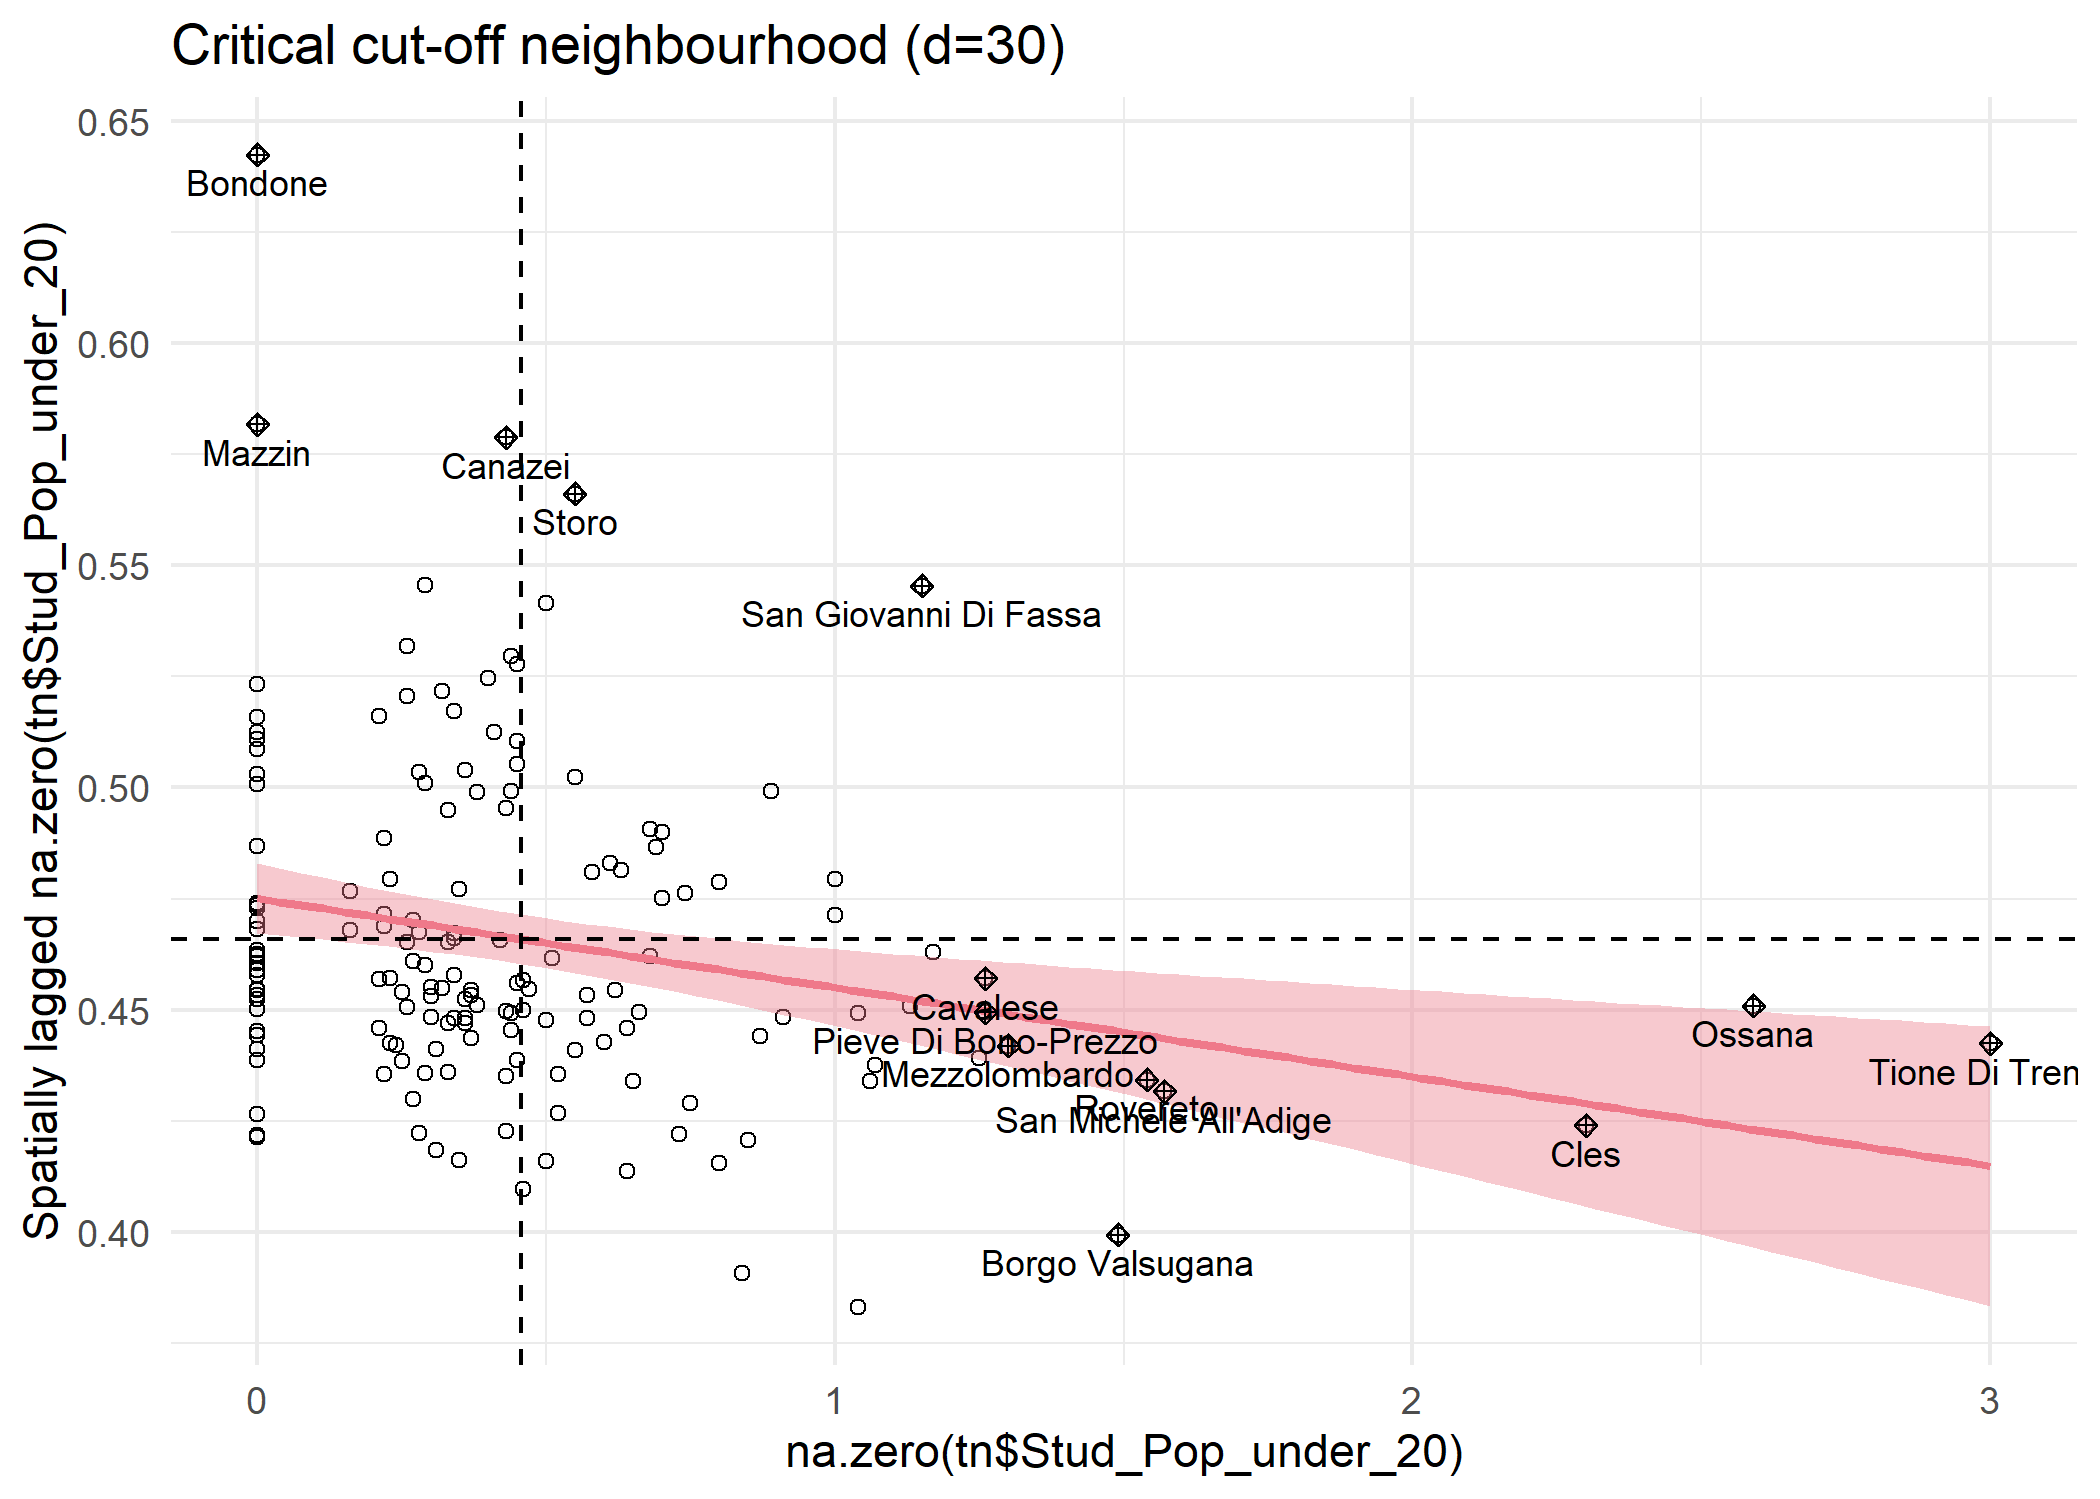 Critical cut-off neighbourhood (d=30)
Spatially lagged na.zero(tn$Stud_Pop_under_20)
0.65
0.60
0.55
0.50
0.45
0.40
Bondone
Mazzin
Canazei
Storo
San Giovanni Di Fassa
Cavalese
Pieve Di Bono-Prezzo
Mezzolombardo
Rovereto
San Michele All'Adige
Ossana
Tione Di Tren
Cles
Borgo Valsugana
0
1
2
3
na.zero(tn$Stud_Pop_under_20)